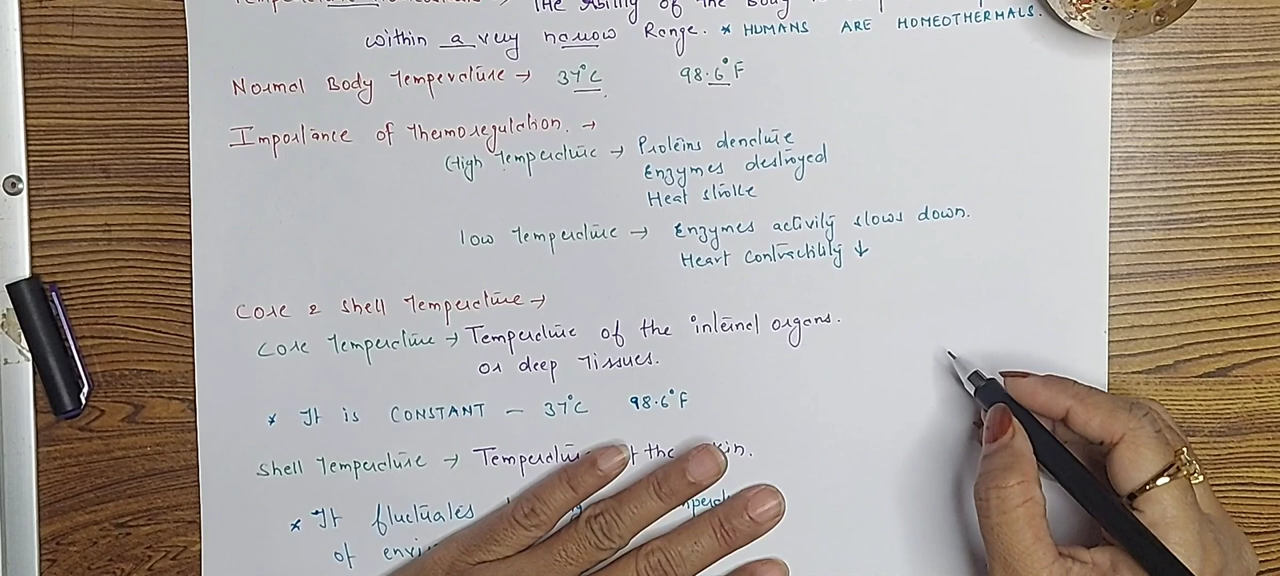 The Ability of the Body
within a very narrow Range. * HUMANS ARE HOMEOTHERMALS.
Normal Body Temperature → 37°C 98.6°F
Importance of thermoregulation. →
High Temperature → Proteins denature
Enzymes destroyed
Heat stroke
low Temperature → Enzymes activity slows down.
Heart contractility ↓
Core & Shell Temperature →
Core Temperature → Temperature of the internal organs.
or deep Tissues.
* It is CONSTANT – 37°C 98.6°F
Shell Temperature → the
* It fluctuates
of